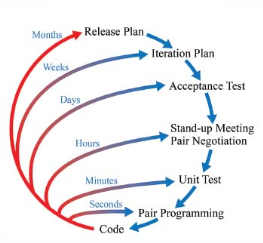 Months
Release Plan
Weeks
Iteration Plan
Days
Acceptance Test
Hours
Stand-up Meeting
Pair Negotiation
Minutes
Unit Test
Seconds
Pair Programming
Code